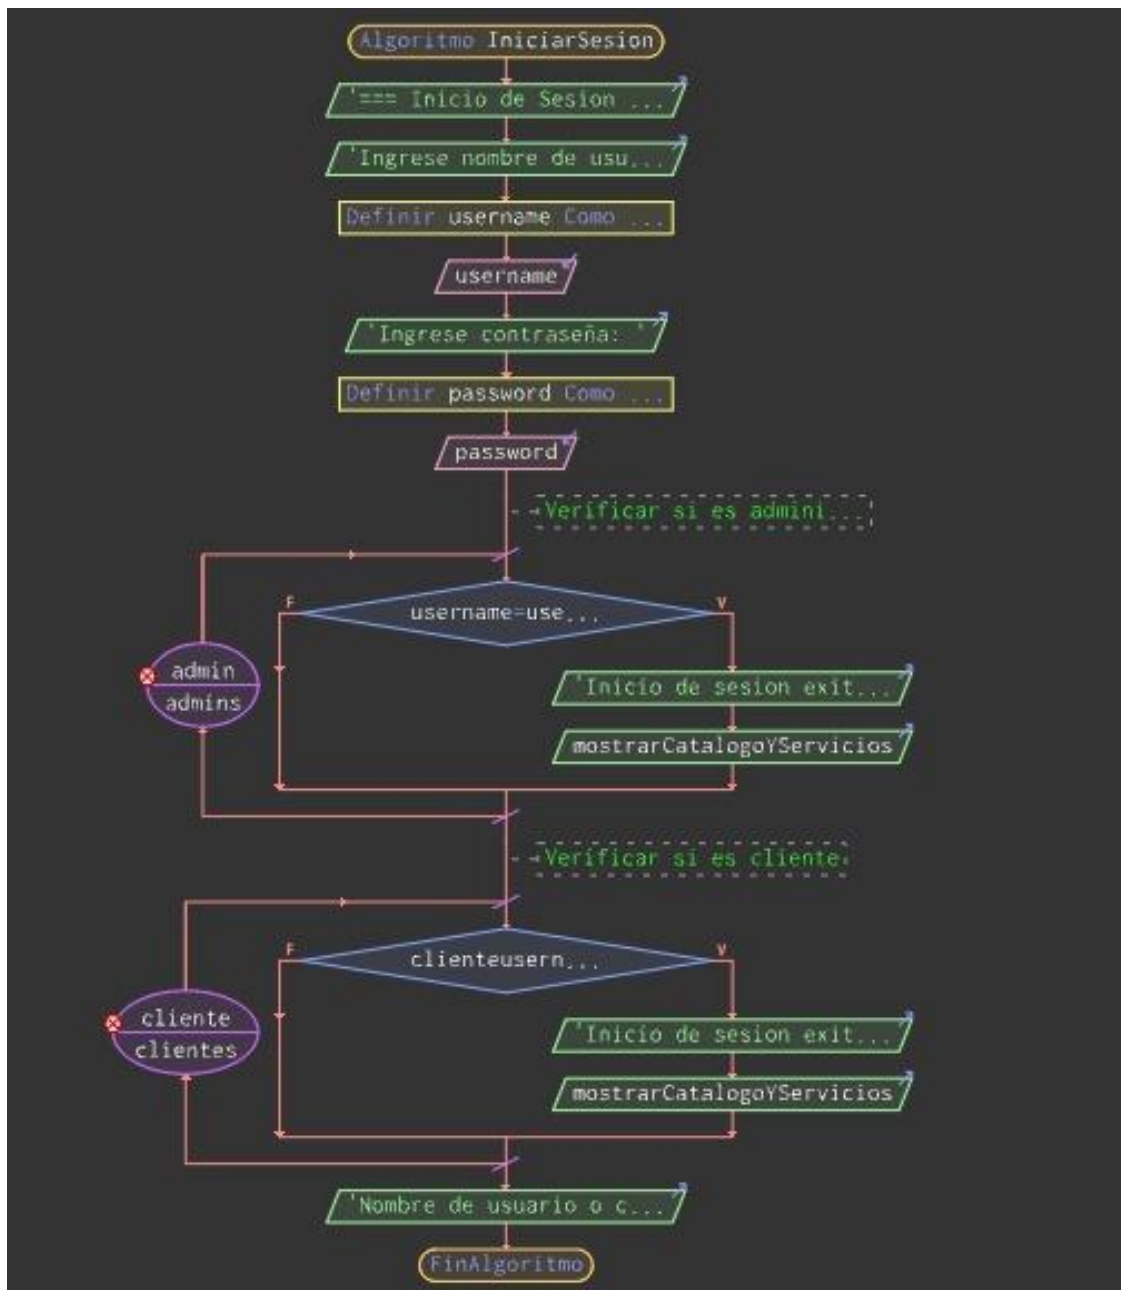 Algoritmo IniciarSesion
'=== Inicio de Sesion ...
'Ingrese nombre de usu...
Definir username Como ...
username
'Ingrese contraseña: '
Definir password Como ...
password
Verificar si es admini...
F
username=use...
V
admin
admins
'Inicio de sesion exit...
mostrarCatalogoYServicios
Verificar si es cliente
F
clienteusern...
V
cliente
clientes
'Inicio de sesion exit...
mostrarCatalogoYServicios
'Nombre de usuario o c...
FinAlgoritmo